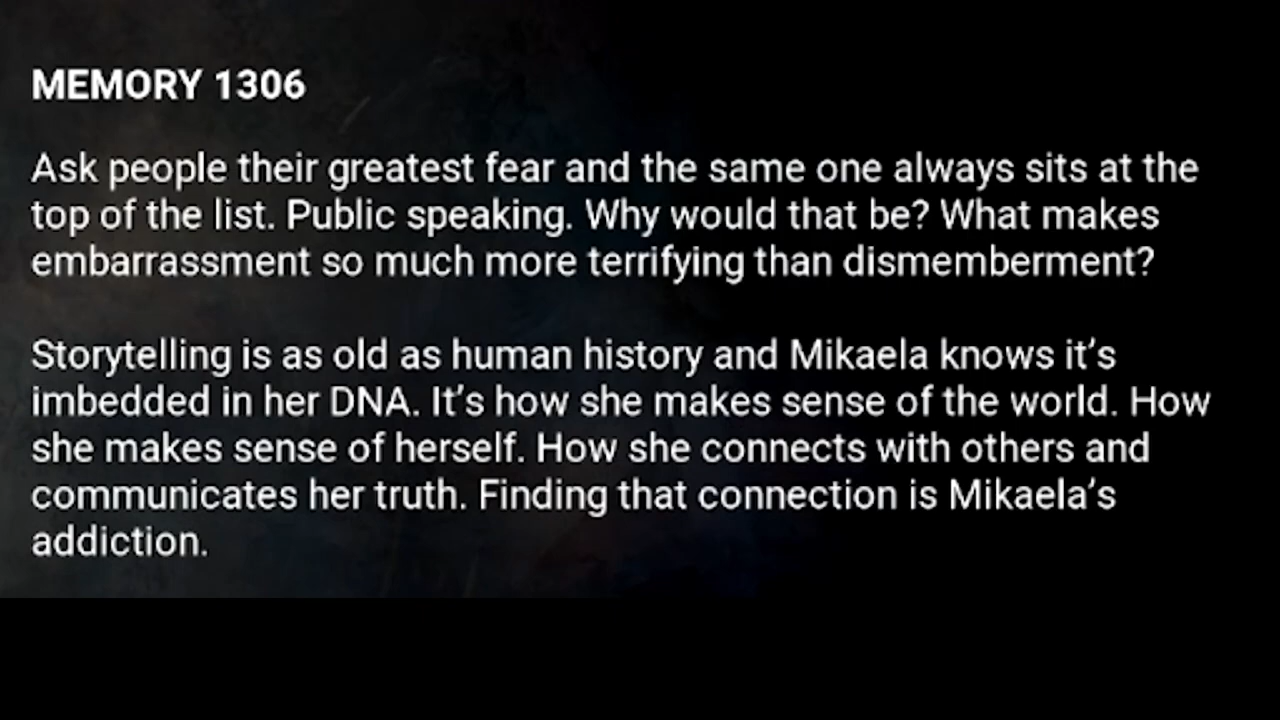 MEMORY 1306
Ask people their greatest fear and the same one always sits at the
top of the list. Public speaking. Why would that be? What makes
embarrassment so much more terrifying than dismemberment?
Storytelling is as old as human history and Mikaela knows it’s
imbedded in her DNA. It’s how she makes sense of the world. How
she makes sense of herself. How she connects with others and
communicates her truth. Finding that connection is Mikaela’s
addiction.